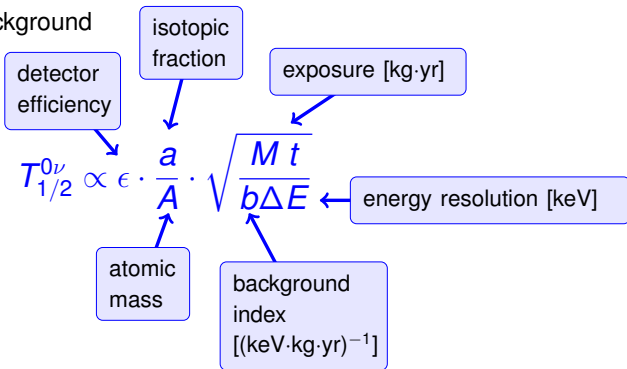 ckground
isotopic
fraction
detector
efficiency
exposure [kg·yr]
T^{0ν}_{1/2} ∝ ϵ · a/A · √(M t / bΔE)
energy resolution [keV]
atomic
mass
background
index
[(keV·kg·yr)⁻¹]